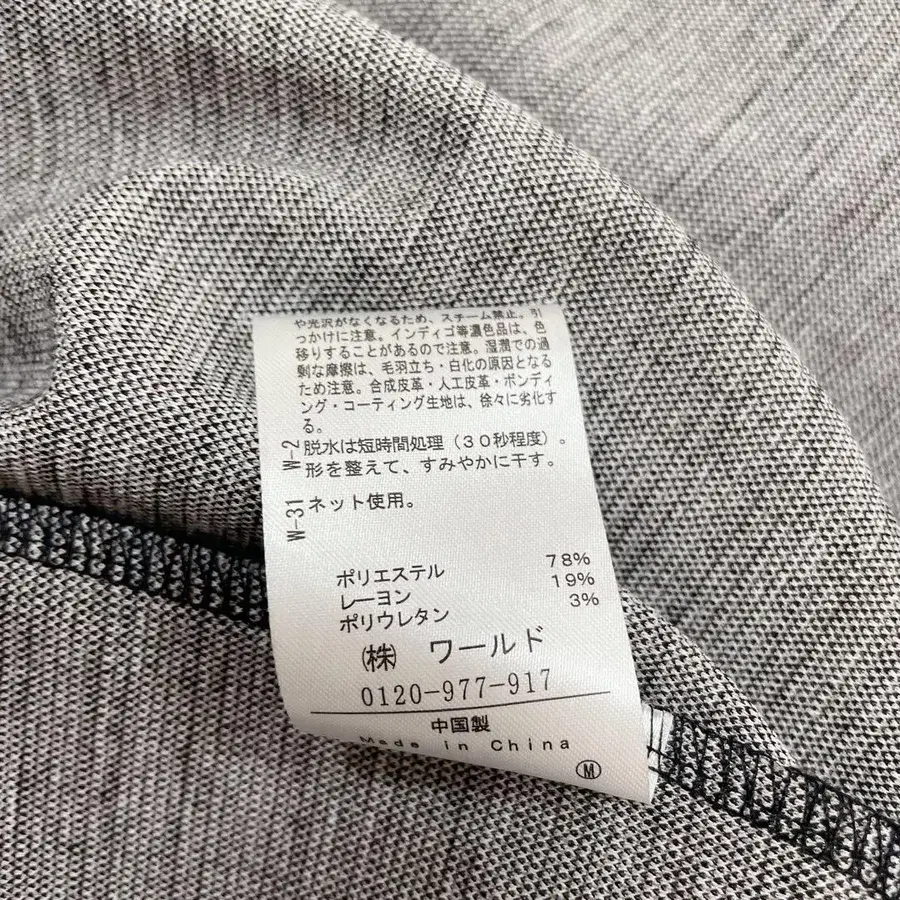 や光沢がなくなるため、スチーム禁止。引
っかけに注意。インディゴ等濃色品は、色
移りすることがあるので注意。湿潤での過
剰な摩擦は、毛羽立ち・白化の原因となる
ため注意。合成皮革・人工皮革・ボンディ
ング・コーティング生地は、徐々に劣化す
る。
W-2 脱水は短時間処理（30秒程度）。
形を整えて、すみやかに干す。
W-31 ネット使用。
ポリエステル 78%
レーヨン 19%
ポリウレタン 3%
㈱ ワールド
0120-977-917
中国製
Made in China
Ⓜ